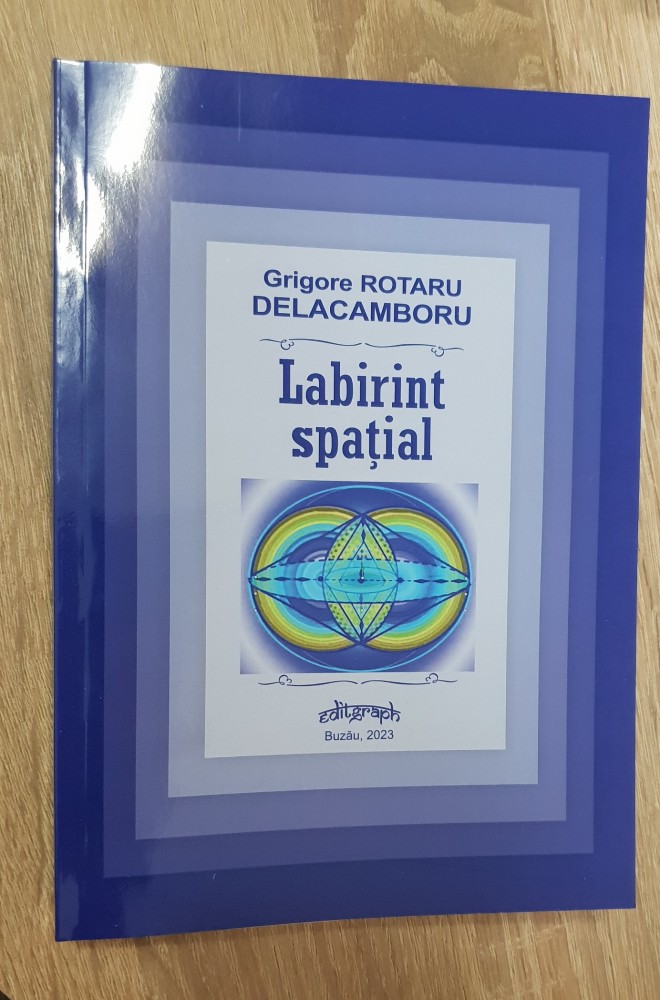 Grigore ROTARU
DELACAMBORU
Labirint
spațial
editgraph
Buzău, 2023